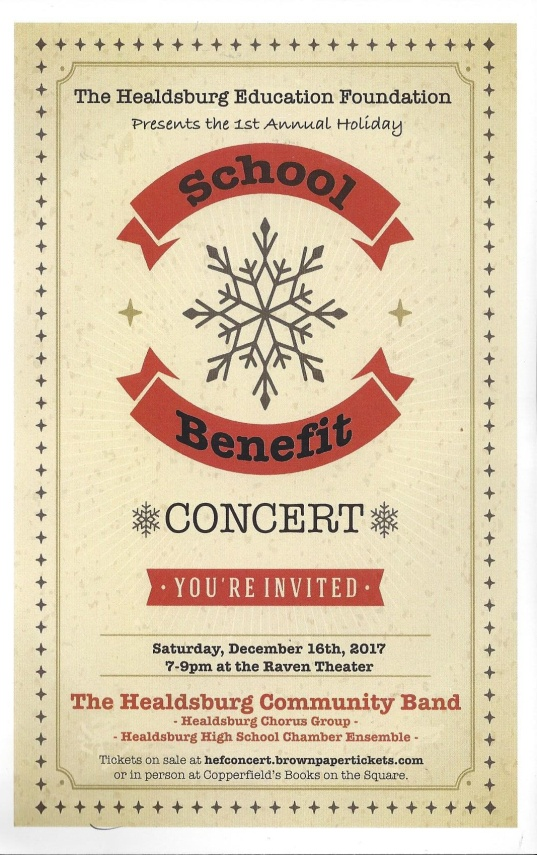 The Healdsburg Education Foundation
Presents the 1st Annual Holiday
School
Benefit
CONCERT
· YOU'RE INVITED ·
Saturday, December 16th, 2017
7-9pm at the Raven Theater
The Healdsburg Community Band
- Healdsburg Chorus Group -
- Healdsburg High School Chamber Ensemble -
Tickets on sale at hefconcert.brownpapertickets.com
or in person at Copperfield's Books on the Square.